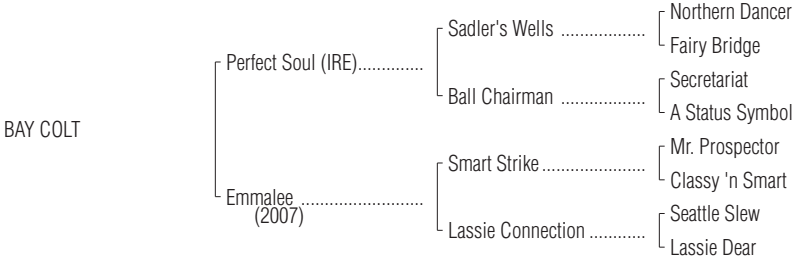 Northern Dancer
Sadler's Wells ...................
Fairy Bridge
Perfect Soul (IRE)..............
Secretariat
Ball Chairman ..................
A Status Symbol
BAY COLT
Mr. Prospector
Smart Strike.......................
Classy 'n Smart
Emmalee ..........................
(2007)
Seattle Slew
Lassie Connection ............
Lassie Dear